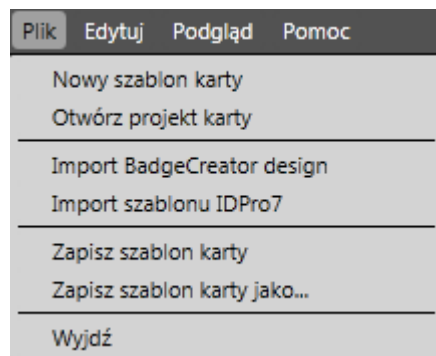 Plik Edytuj Podgląd Pomoc
Nowy szablon karty
Otwórz projekt karty
Import BadgeCreator design
Import szablonu IDPro7
Zapisz szablon karty
Zapisz szablon karty jako...
Wyjdź